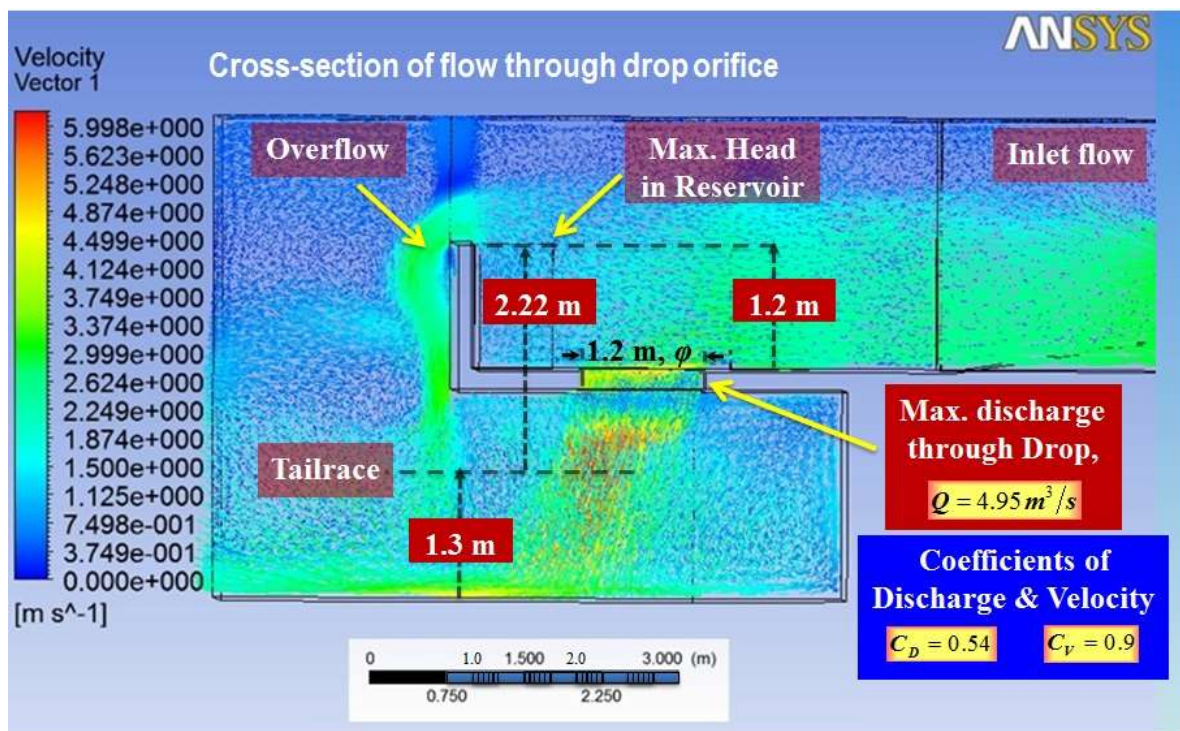 ANSYS
Velocity
Vector 1
Cross-section of flow through drop orifice
5.998e+000
5.623e+000
5.248e+000
4.874e+000
4.499e+000
4.124e+000
3.749e+000
3.374e+000
2.999e+000
2.624e+000
2.249e+000
1.874e+000
1.500e+000
1.125e+000
7.498e-001
3.749e-001
0.000e+000
[m s^-1]
Overflow
Max. Head
in Reservoir
Inlet flow
2.22 m
1.2 m
1.2 m, φ
Tailrace
1.3 m
Max. discharge
through Drop,
Q = 4.95 m³/s
Coefficients of
Discharge & Velocity
C_D = 0.54 C_V = 0.9
0 1.0 1.500 2.0 3.000 (m)
0.750 2.250